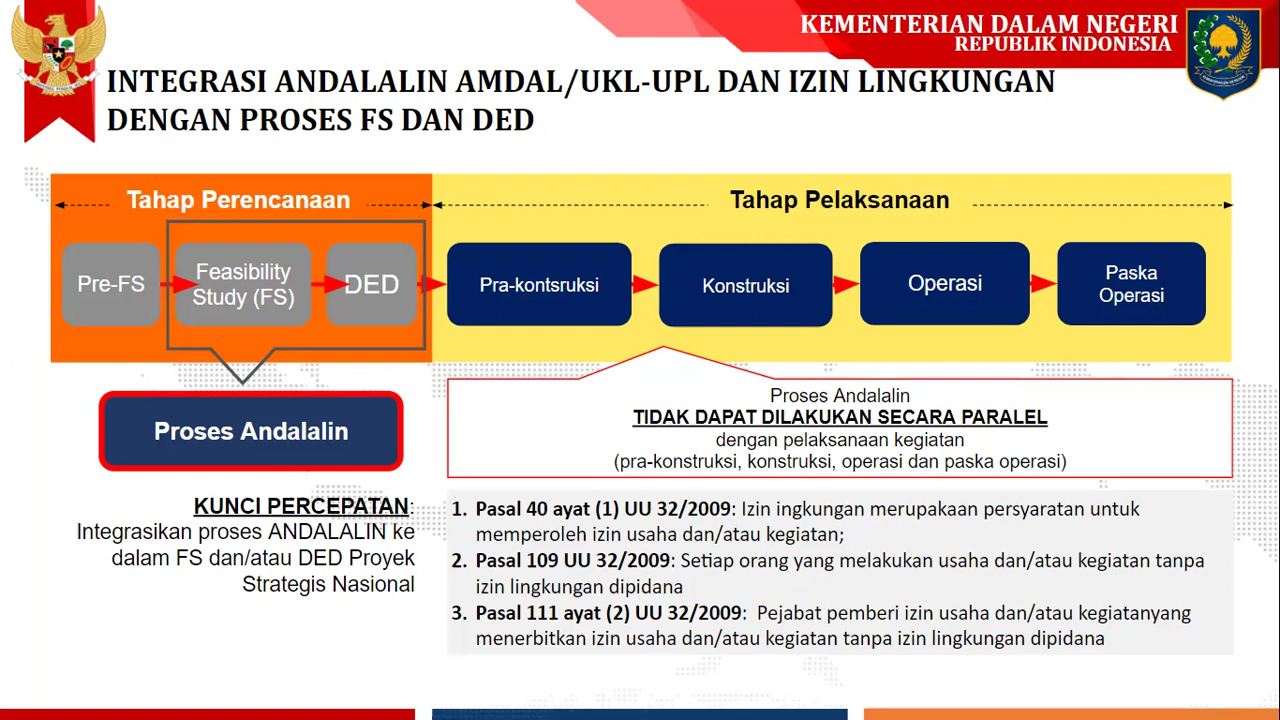 KEMENTERIAN DALAM NEGERI
REPUBLIK INDONESIA
INTEGRASI ANDALALIN AMDAL/UKL-UPL DAN IZIN LINGKUNGAN
DENGAN PROSES FS DAN DED
Tahap Perencanaan
Tahap Pelaksanaan
Pre-FS
Feasibility
Study (FS)
DED
Pra-kontsruksi
Konstruksi
Operasi
Paska
Operasi
Proses Andalalin
Proses Andalalin
TIDAK DAPAT DILAKUKAN SECARA PARALEL
dengan pelaksanaan kegiatan
(pra-konstruksi, konstruksi, operasi dan paska operasi)
KUNCI PERCEPATAN:
Integrasikan proses ANDALALIN ke
dalam FS dan/atau DED Proyek
Strategis Nasional
1. Pasal 40 ayat (1) UU 32/2009: Izin ingkungan merupakaan persyaratan untuk
memperoleh izin usaha dan/atau kegiatan;
2. Pasal 109 UU 32/2009: Setiap orang yang melakukan usaha dan/atau kegiatan tanpa
izin lingkungan dipidana
3. Pasal 111 ayat (2) UU 32/2009: Pejabat pemberi izin usaha dan/atau kegiatanyang
menerbitkan izin usaha dan/atau kegiatan tanpa izin lingkungan dipidana